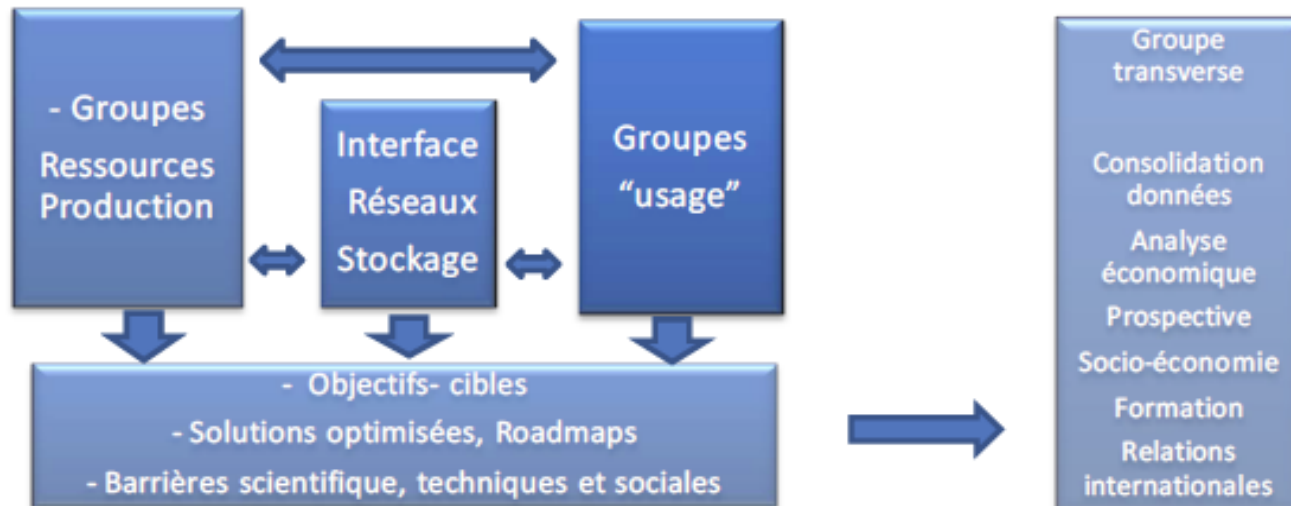 - Groupes
Ressources
Production
Interface
Réseaux
Stockage
Groupes
“usage”
- Objectifs- cibles
- Solutions optimisées, Roadmaps
- Barrières scientifique, techniques et sociales
Groupe
transverse
Consolidation
données
Analyse
économique
Prospective
Socio-économie
Formation
Relations
internationales